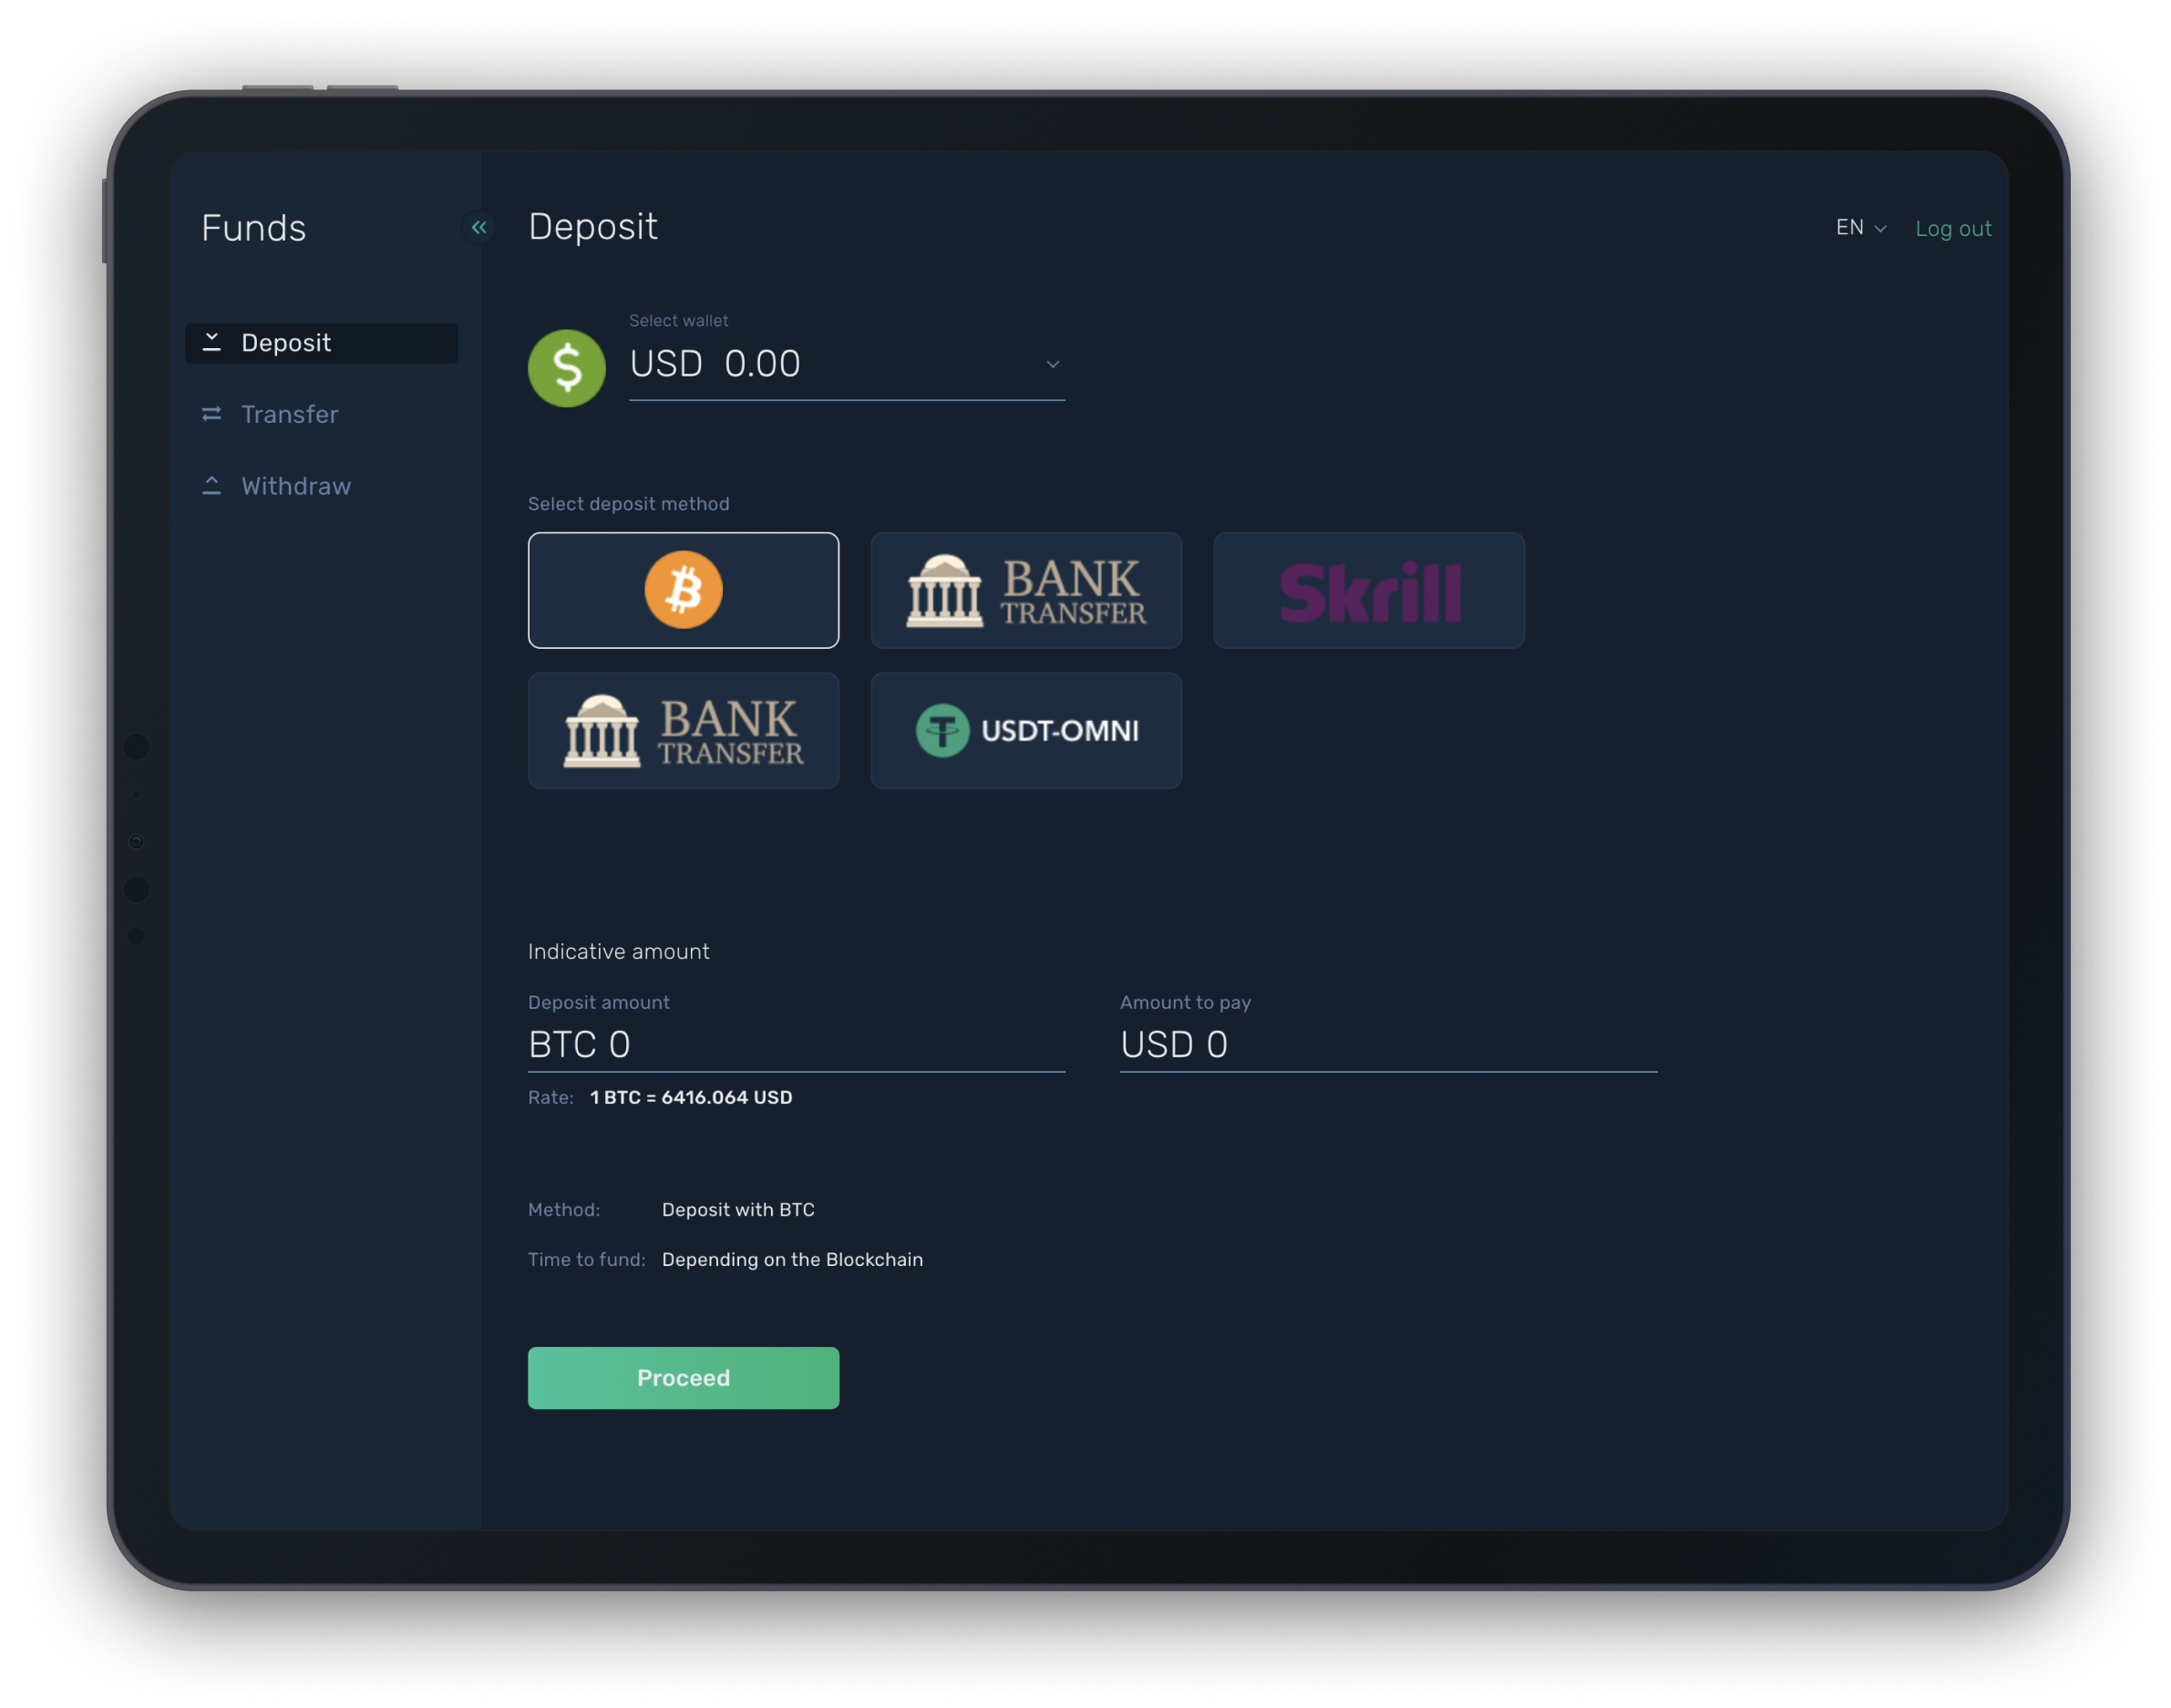 Funds
Deposit
Transfer
Withdraw
Deposit
EN
Log out
Select wallet
USD 0.00
Select deposit method
BANK
TRANSFER
Skrill
BANK
TRANSFER
USDT-OMNI
Indicative amount
Deposit amount
BTC 0
Amount to pay
USD 0
Rate: 1 BTC = 6416.064 USD
Method: Deposit with BTC
Time to fund: Depending on the Blockchain
Proceed